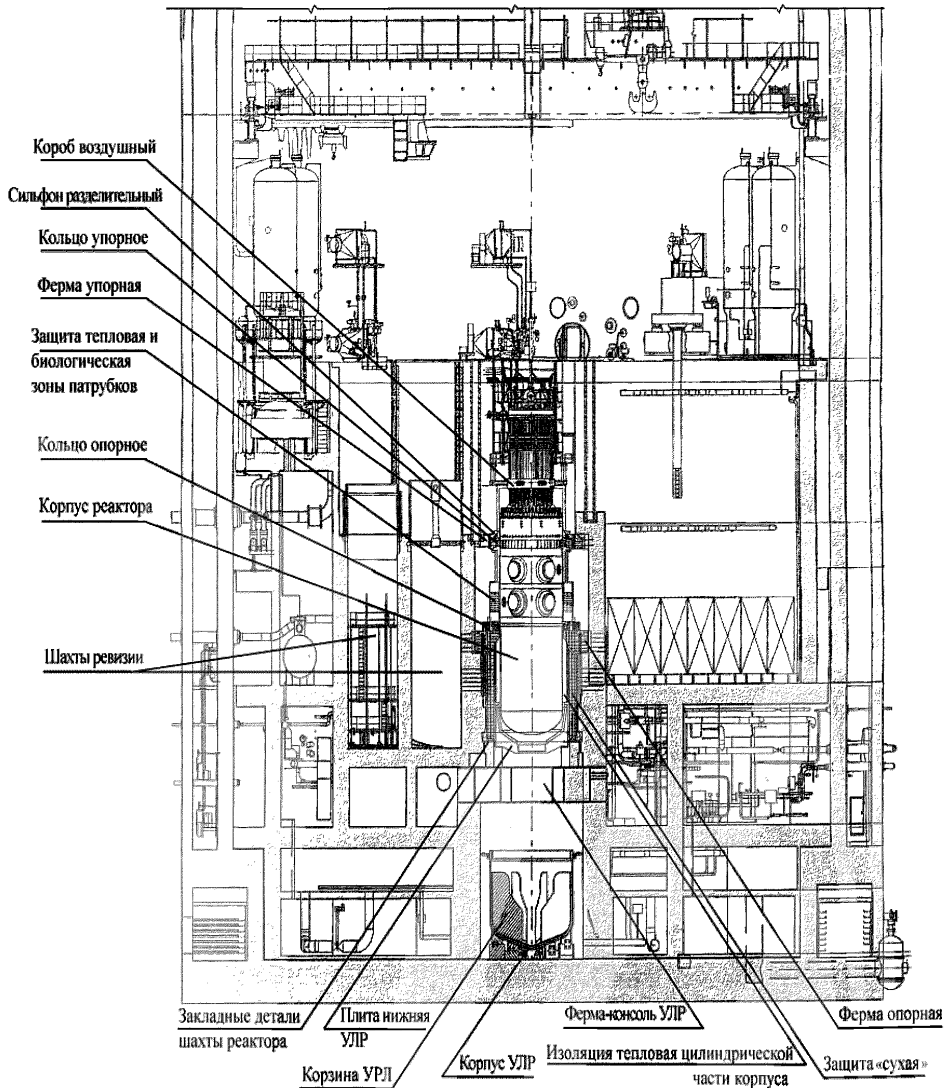 Короб воздушный
Сильфон разделительный
Кольцо упорное
Ферма упорная
Защита тепловая и
биологическая
зоны патрубков
Кольцо опорное
Корпус реактора
Шахты ревизии
Закладные детали
шахты реактора
Плита нижняя
УЛР
Корзина УРЛ
Корпус УЛР
Ферма-консоль УЛР
Изоляция тепловая цилиндрической
части корпуса
Защита «сухая»
Ферма опорная